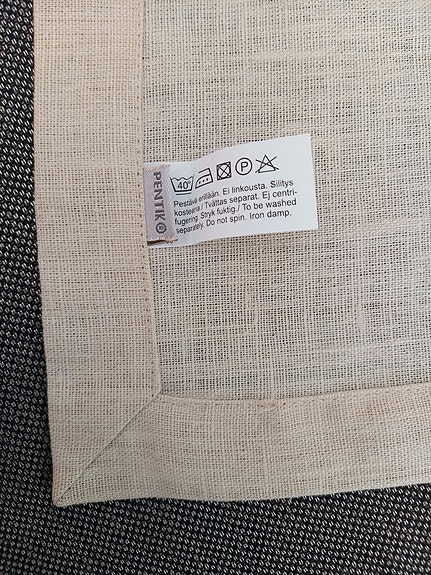 PENTIK
40°
P
Pestävä erillään. Ei linkousta. Silitys
kosteana / Tvättas separat. Ej centri-
fugering. Stryk fuktig./ To be washed
separately. Do not spin. Iron damp.